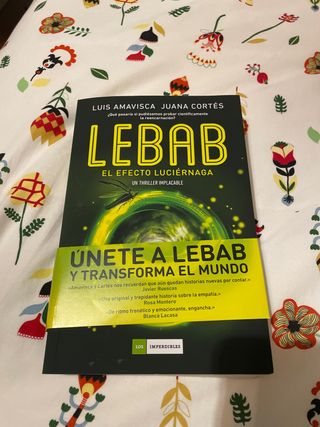 LUIS AMAVISCA JUANA CORTÉS
¿Qué pasaría si pudiésemos probar científicamente
la reencarnación?
LEBAB
EL EFECTO LUCIÉRNAGA
UN THRILLER IMPLACABLE
ÚNETE A LEBAB
Y TRANSFORMA EL MUNDO
«Amavisca y Cortés nos recuerdan que aún quedan historias nuevas por contar.»
Javier Ruescas
«Una original y trepidante historia sobre la empatía.»
Rosa Montero
«De ritmo frenético y emocionante, engancha.»
Blanca Lacasa
LOS IMPERDIBLES